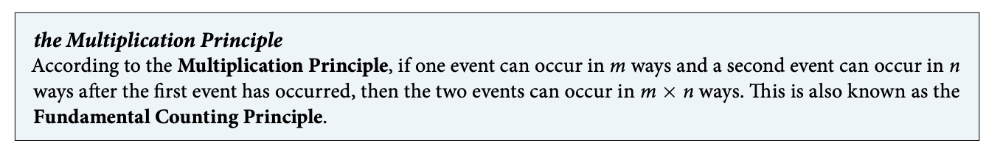 the Multiplication Principle
According to the Multiplication Principle, if one event can occur in m ways and a second event can occur in n
ways after the first event has occurred, then the two events can occur in m × n ways. This is also known as the
Fundamental Counting Principle.